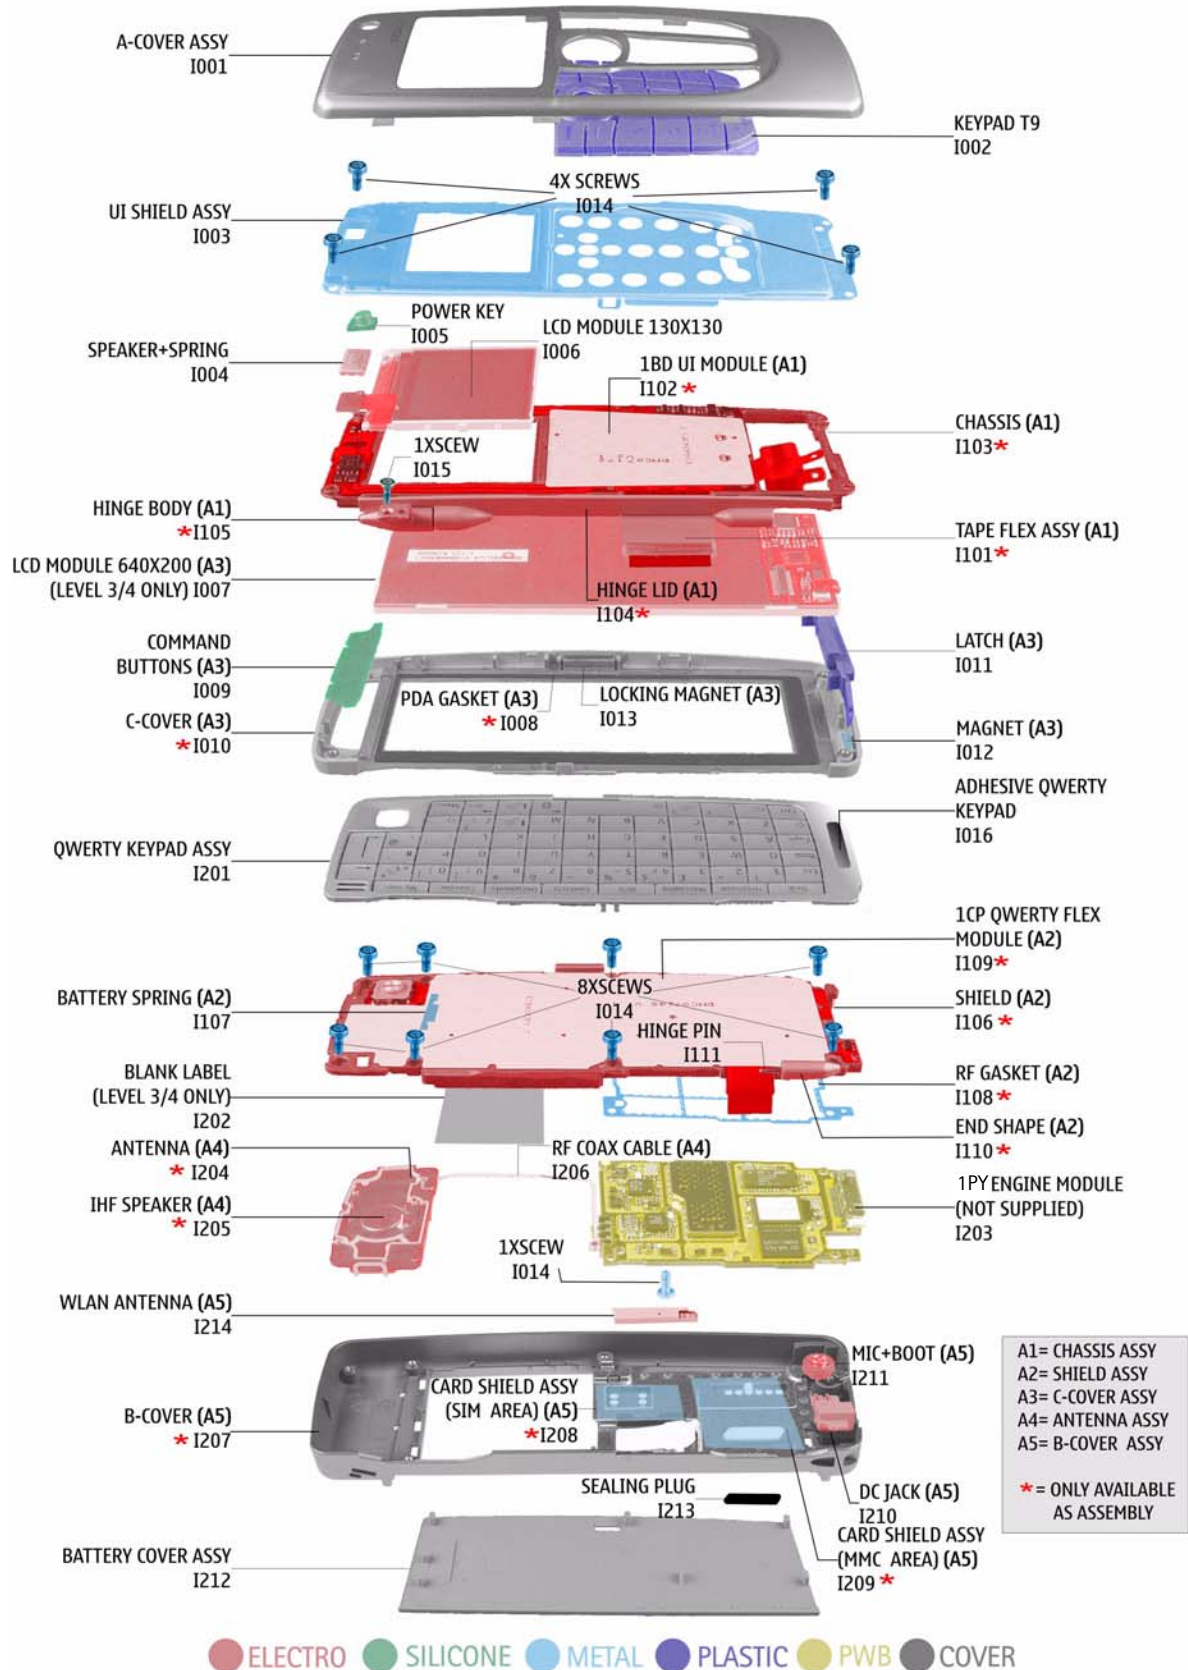 A-COVER ASSY
I001
KEYPAD T9
I002
4X SCREWS
I014
UI SHIELD ASSY
I003
POWER KEY
I005
LCD MODULE 130X130
I006
SPEAKER+SPRING
I004
1BD UI MODULE (A1)
I102 *
CHASSIS (A1)
I103*
1XSCEW
I015
HINGE BODY (A1)
*I105
TAPE FLEX ASSY (A1)
I101*
LCD MODULE 640X200 (A3)
(LEVEL 3/4 ONLY) I007
HINGE LID (A1)
I104*
COMMAND
BUTTONS (A3)
I009
LATCH (A3)
I011
PDA GASKET (A3)
*I008
LOCKING MAGNET (A3)
I013
C-COVER (A3)
*I010
MAGNET (A3)
I012
ADHESIVE QWERTY
KEYPAD
I016
QWERTY KEYPAD ASSY
I201
1CP QWERTY FLEX
MODULE (A2)
I109*
8XSCEWS
I014
BATTERY SPRING (A2)
I107
SHIELD (A2)
I106 *
HINGE PIN
I111
BLANK LABEL
(LEVEL 3/4 ONLY)
I202
RF GASKET (A2)
I108 *
END SHAPE (A2)
I110 *
ANTENNA (A4)
* I204
RF COAX CABLE (A4)
I206
IHF SPEAKER (A4)
* I205
1PY ENGINE MODULE
(NOT SUPPLIED)
I203
1XSCEW
I014
WLAN ANTENNA (A5)
I214
MIC+BOOT (A5)
I211
CARD SHIELD ASSY
(SIM AREA) (A5)
*I208
B-COVER (A5)
* I207
A1= CHASSIS ASSY
A2= SHIELD ASSY
A3= C-COVER ASSY
A4= ANTENNA ASSY
A5= B-COVER ASSY
* = ONLY AVAILABLE
AS ASSEMBLY
SEALING PLUG
I213
DC JACK (A5)
I210
CARD SHIELD ASSY
(MMC AREA) (A5)
I209 *
BATTERY COVER ASSY
I212
ELECTRO SILICONE METAL PLASTIC PWB COVER